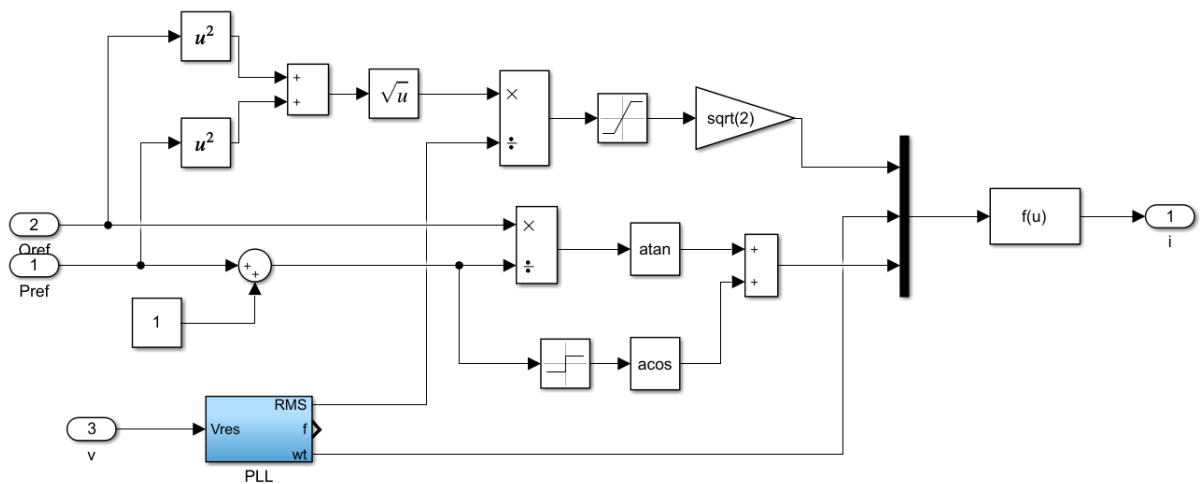 u²
+
+
√u
×
÷
sqrt(2)
u²
2
Qref
1
Pref
+
+
1
×
÷
atan
+
+
acos
f(u)
1
i
3
v
Vres
RMS
f
wt
PLL